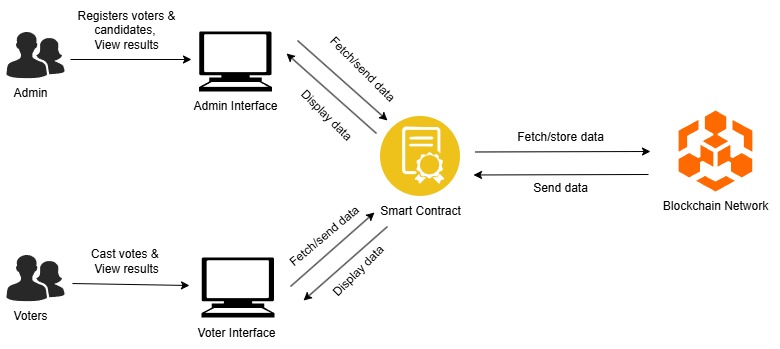 Registers voters &
candidates,
View results
Admin
Admin Interface
Fetch/send data
Display data
Smart Contract
Fetch/store data
Send data
Blockchain Network
Cast votes &
View results
Voters
Voter Interface
Fetch/send data
Display data